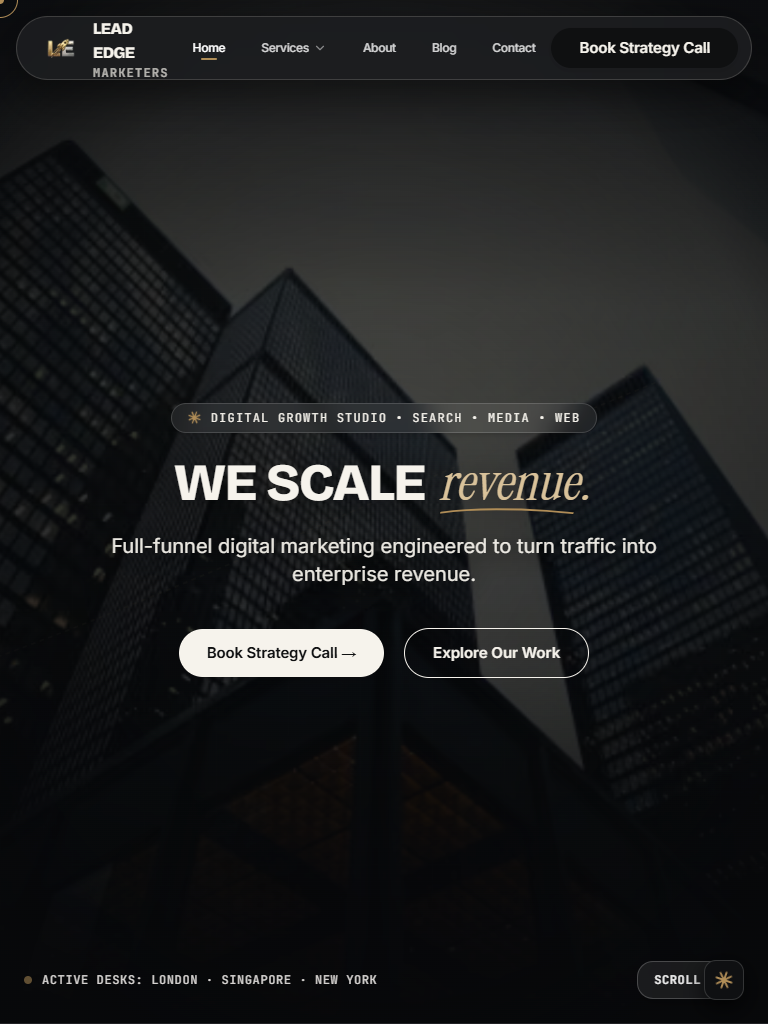 LE
LEAD
EDGE
MARKETERS
Home
Services
About
Blog
Contact
Book Strategy Call
DIGITAL GROWTH STUDIO • SEARCH • MEDIA • WEB
WE SCALE revenue.
Full-funnel digital marketing engineered to turn traffic into
enterprise revenue.
Book Strategy Call →
Explore Our Work
ACTIVE DESKS: LONDON · SINGAPORE · NEW YORK
SCROLL